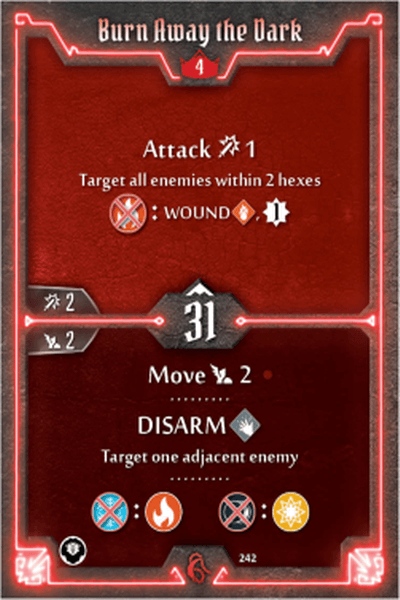 Burn Away the Dark
4
Attack 1
Target all enemies within 2 hexes
: WOUND , 1
2
31
2
Move 2
DISARM
Target one adjacent enemy
: :
242